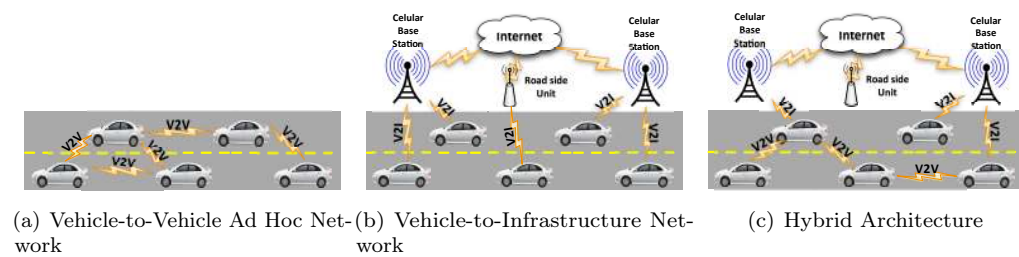 Celular
Base
Station
Internet
Celular
Base
Station
Road side
Unit
V2I
V2I
V2I
V2I
V2I
Celular
Base
Station
Internet
Celular
Base
Station
Road side
Unit
V2I
V2I
V2I
V2V
V2V
V2V
V2V
V2V
V2V
V2V
(a) Vehicle-to-Vehicle Ad Hoc Net-
work
(b) Vehicle-to-Infrastructure Net-
work
(c) Hybrid Architecture